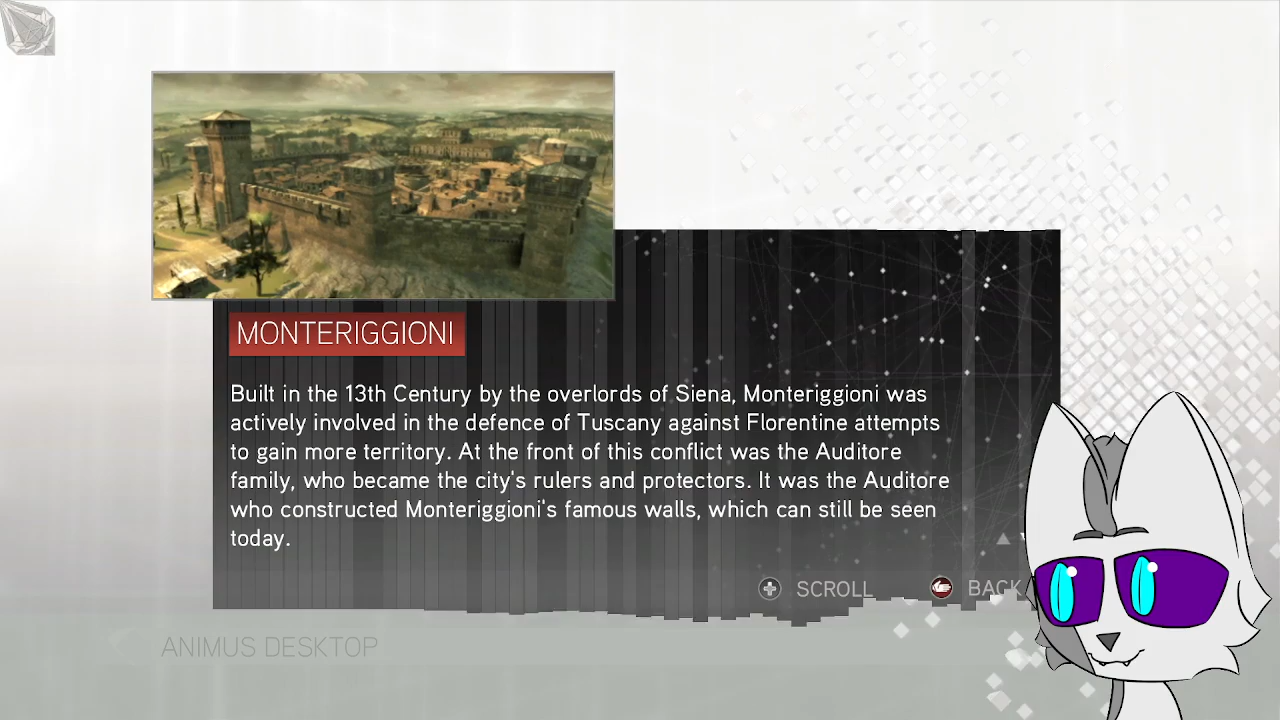 MONTERIGGIONI
Built in the 13th Century by the overlords of Siena, Monteriggioni was
actively involved in the defence of Tuscany against Florentine attempts
to gain more territory. At the front of this conflict was the Auditore
family, who became the city's rulers and protectors. It was the Auditore
who constructed Monteriggioni's famous walls, which can still be seen
today.
SCROLL BACK
ANIMUS DESKTOP